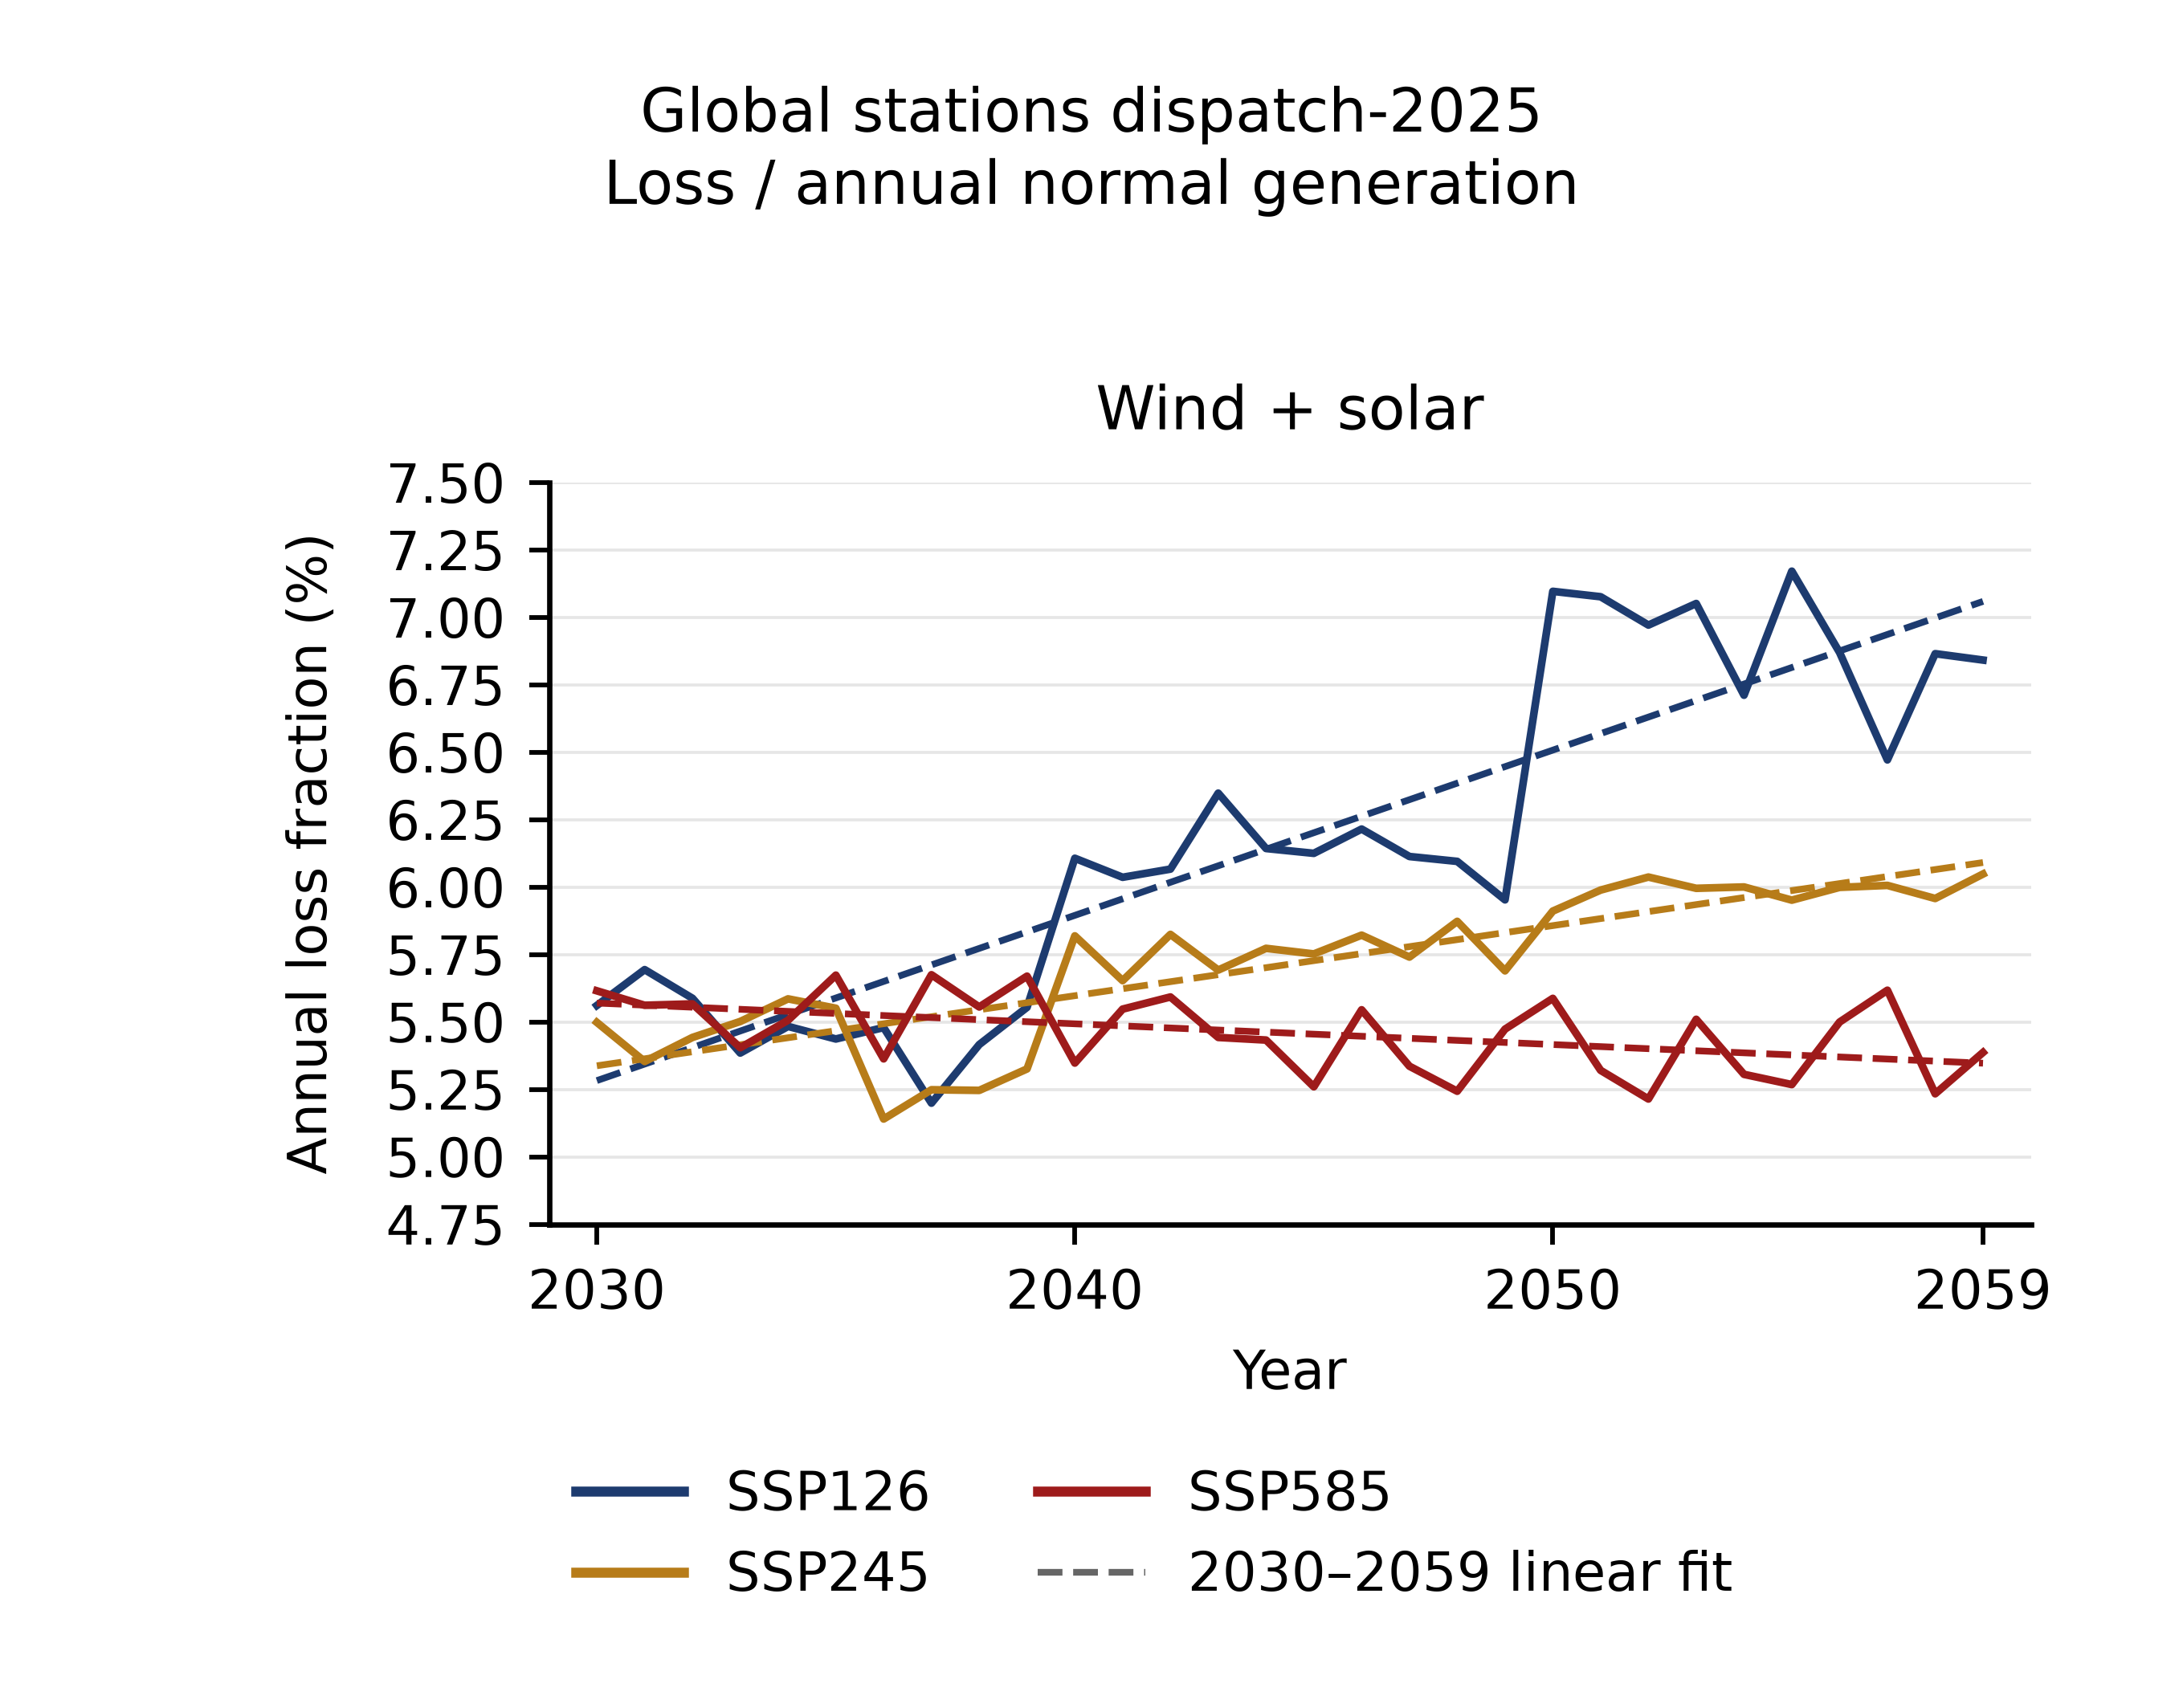 Global stations dispatch-2025
Loss / annual normal generation
Wind + solar
Annual loss fraction (%)
7.50
7.25
7.00
6.75
6.50
6.25
6.00
5.75
5.50
5.25
5.00
4.75
2030 2040 2050 2059
Year
SSP126 SSP585
SSP245 2030–2059 linear fit